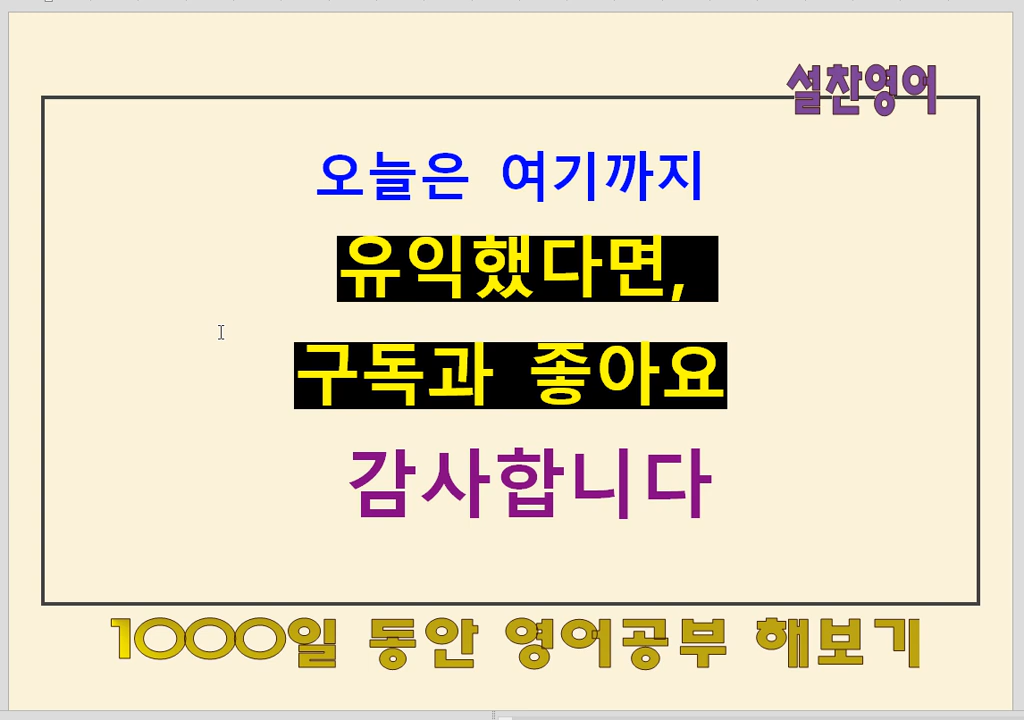 설찬영어
오늘은 여기까지
유익했다면,
구독과 좋아요
감사합니다
1000일 동안 영어공부 해보기